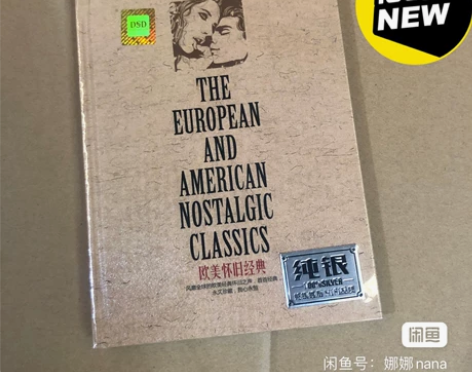 NEW
DSD
THE
EUROPEAN
AND
AMERICAN
NOSTALGIC
CLASSICS
欧美怀旧经典
纯银
闲鱼
闲鱼号：娜娜nana